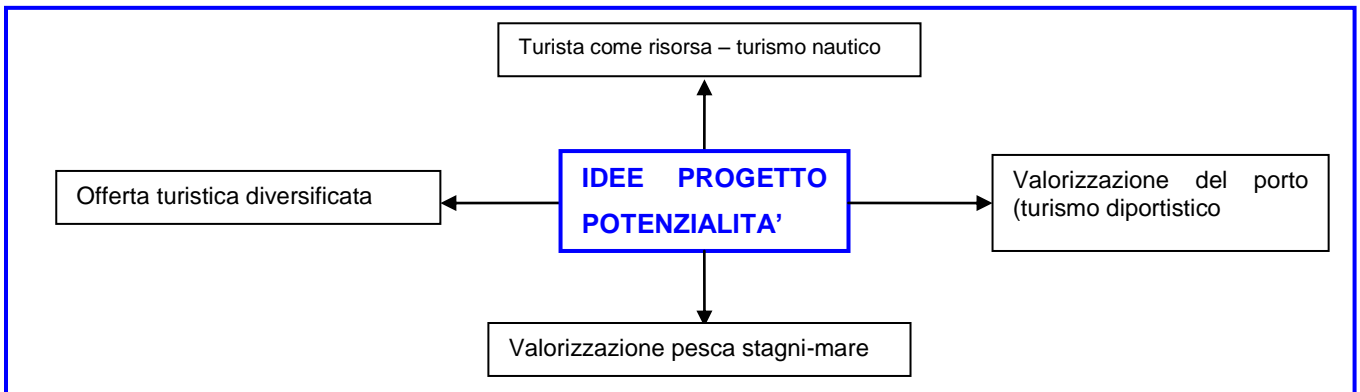 Turista come risorsa – turismo nautico
Offerta turistica diversificata
IDEE PROGETTO
POTENZIALITA’
Valorizzazione del porto
(turismo diportistico
Valorizzazione pesca stagni-mare